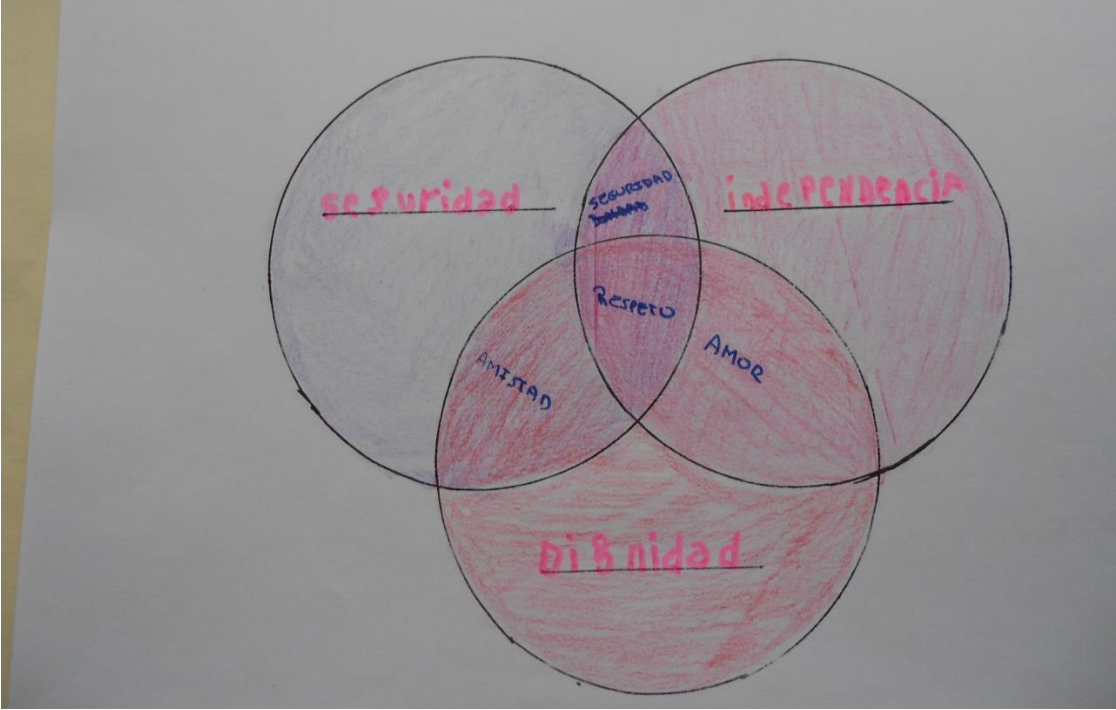 seguridad
independencia
SEGURIDAD
RESPETO
AMOR
AMISTAD
Dignidad